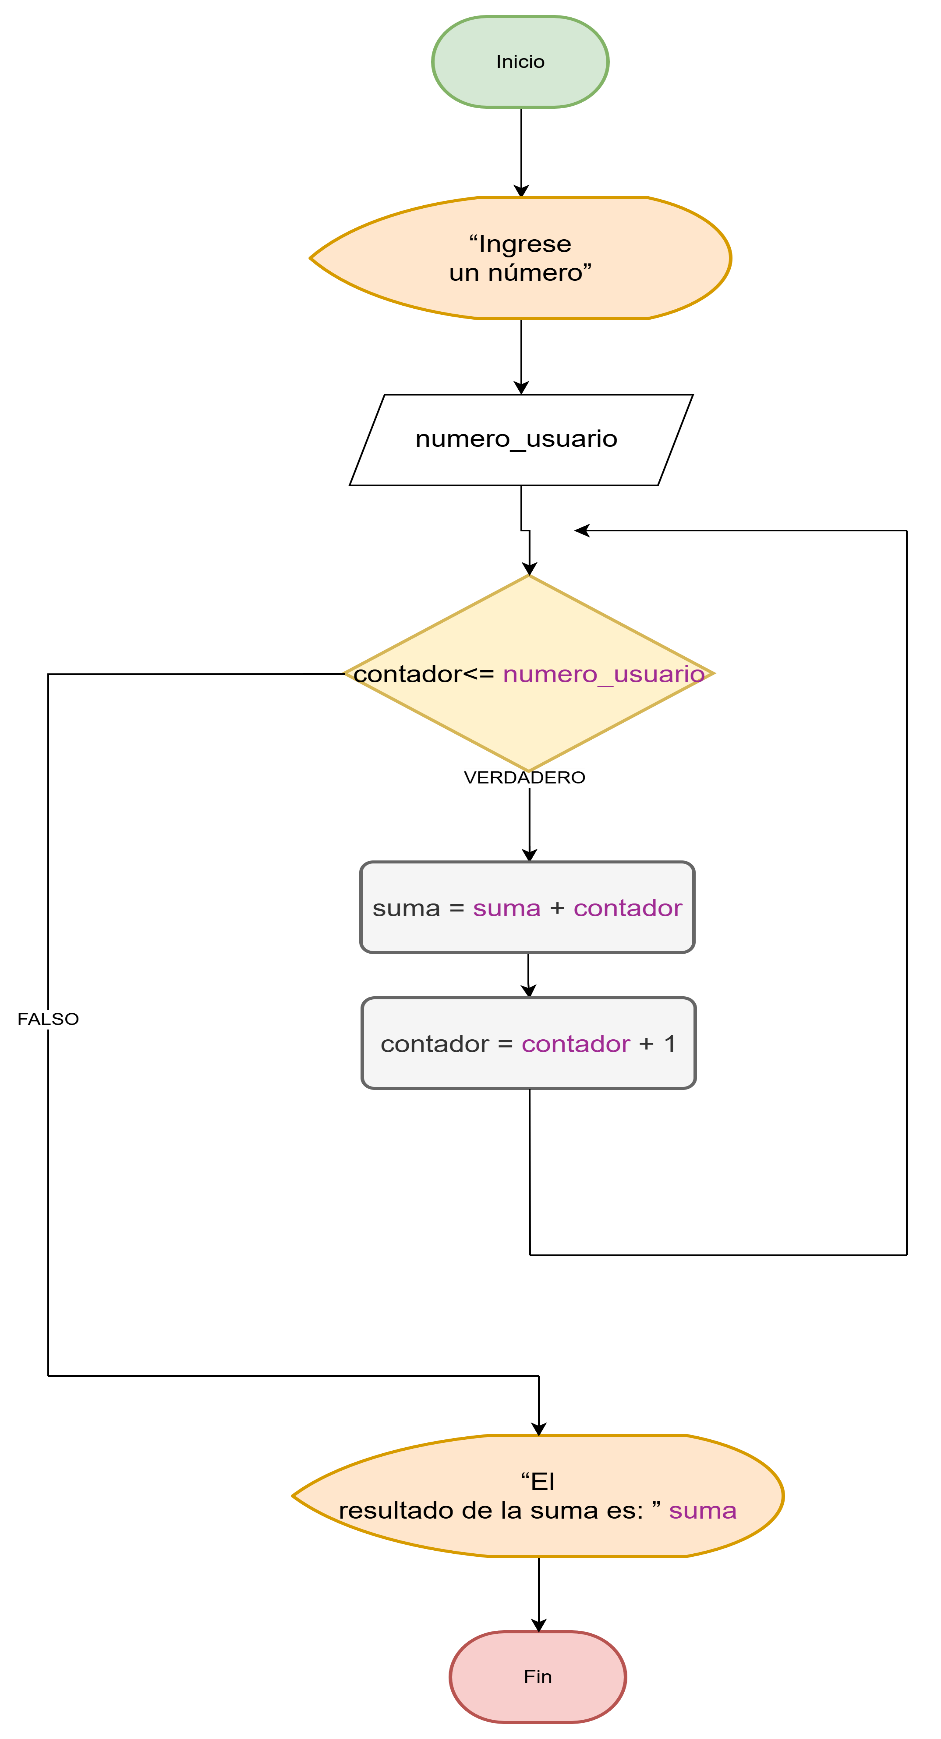 Inicio
“Ingrese
un número”
numero_usuario
contador<= numero_usuario
VERDADERO
suma = suma + contador
FALSO
contador = contador + 1
“El
resultado de la suma es: ” suma
Fin